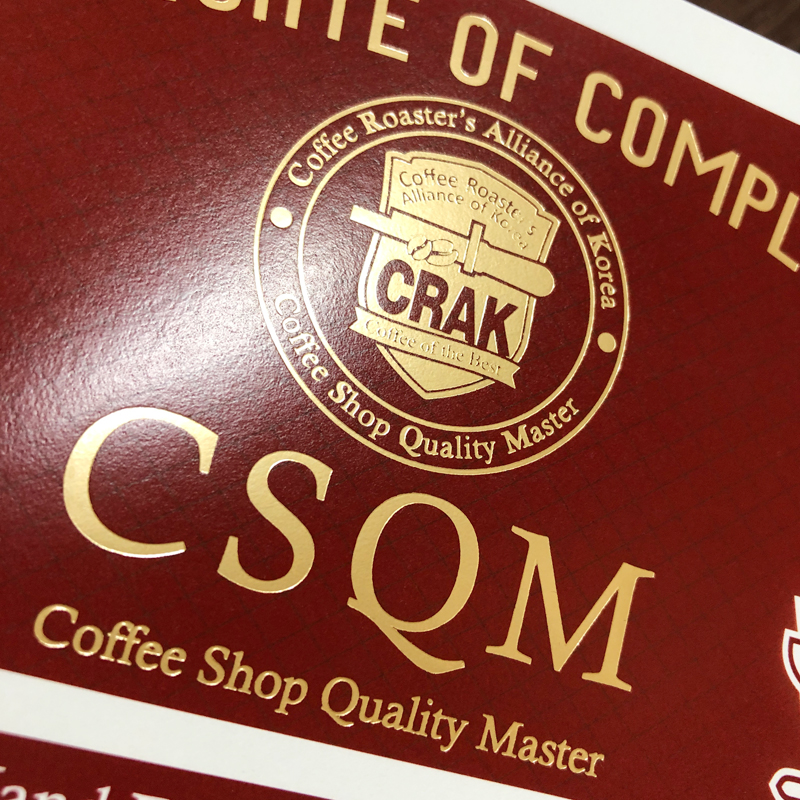 OF COMPL
Coffee Roaster's Alliance of Korea
Coffee Roaster's
Alliance of Korea
CRAK
Coffee of the Best
Coffee Shop Quality Master
CSQM
Coffee Shop Quality Master